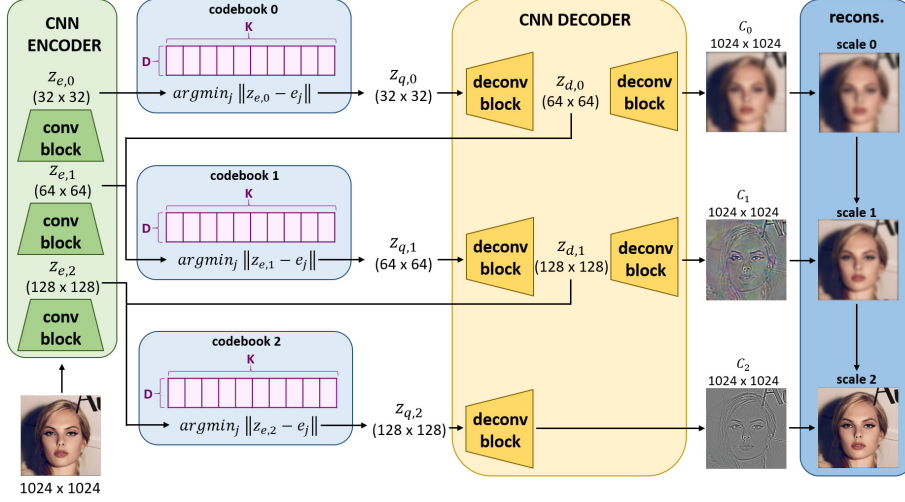 CNN
ENCODER
Z_{e,0}
(32 x 32)
conv
block
Z_{e,1}
(64 x 64)
conv
block
Z_{e,2}
(128 x 128)
conv
block
1024 x 1024
codebook 0
K
D
argmin_j ‖z_{e,0} − e_j‖
codebook 1
K
D
argmin_j ‖z_{e,1} − e_j‖
codebook 2
K
D
argmin_j ‖z_{e,2} − e_j‖
Z_{q,0}
(32 x 32)
Z_{q,1}
(64 x 64)
Z_{q,2}
(128 x 128)
CNN DECODER
deconv
block
Z_{d,0}
(64 x 64)
deconv
block
deconv
block
Z_{d,1}
(128 x 128)
deconv
block
deconv
block
C_0
1024 x 1024
C_1
1024 x 1024
C_2
1024 x 1024
recons.
scale 0
scale 1
scale 2